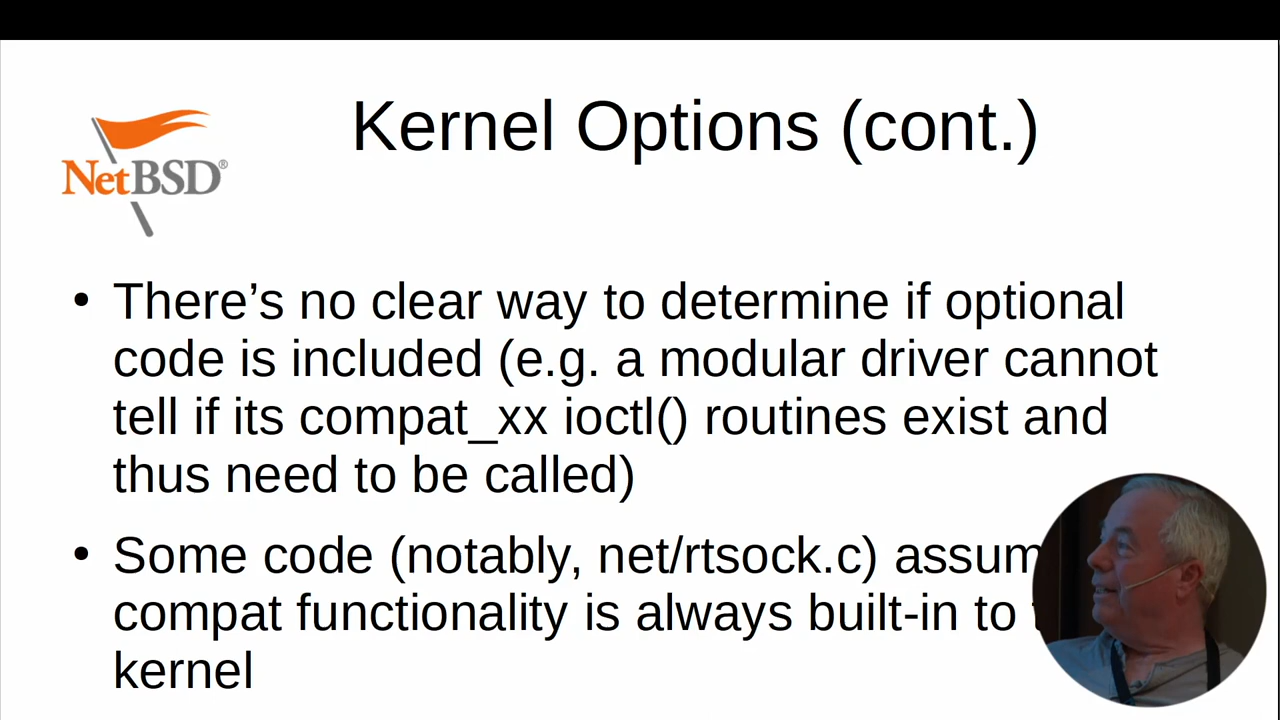 Kernel Options (cont.)
NetBSD®
• There’s no clear way to determine if optional
code is included (e.g. a modular driver cannot
tell if its compat_xx ioctl() routines exist and
thus need to be called)
• Some code (notably, net/rtsock.c)
compat functionality is always built-in to
kernel